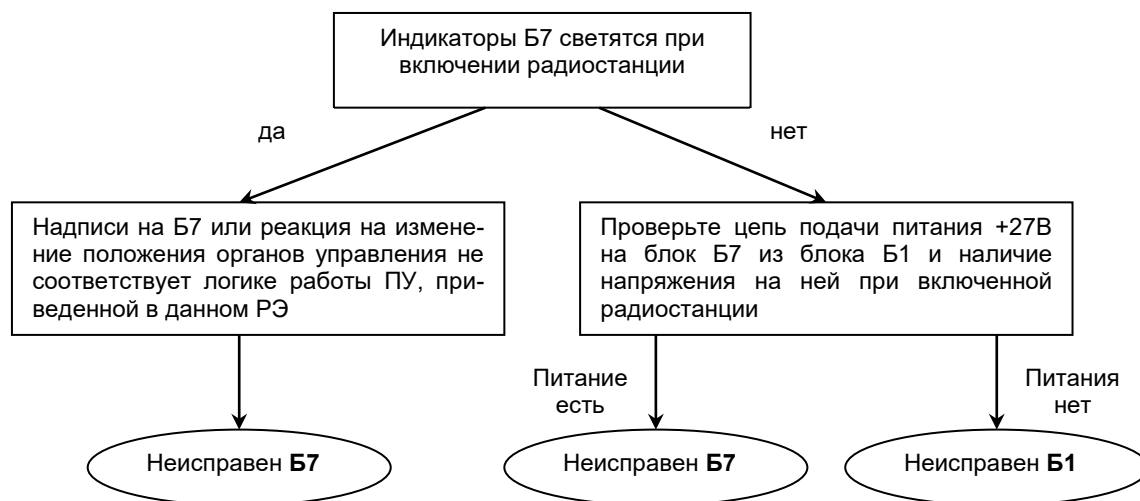 Индикаторы Б7 светятся при
включении радиостанции
да
нет
Надписи на Б7 или реакция на измене-
ние положения органов управления не
соответствует логике работы ПУ, при-
веденной в данном РЭ
Проверьте цепь подачи питания +27В
на блок Б7 из блока Б1 и наличие
напряжения на ней при включенной
радиостанции
Питание
есть
Питания
нет
Неисправен Б7
Неисправен Б7
Неисправен Б1